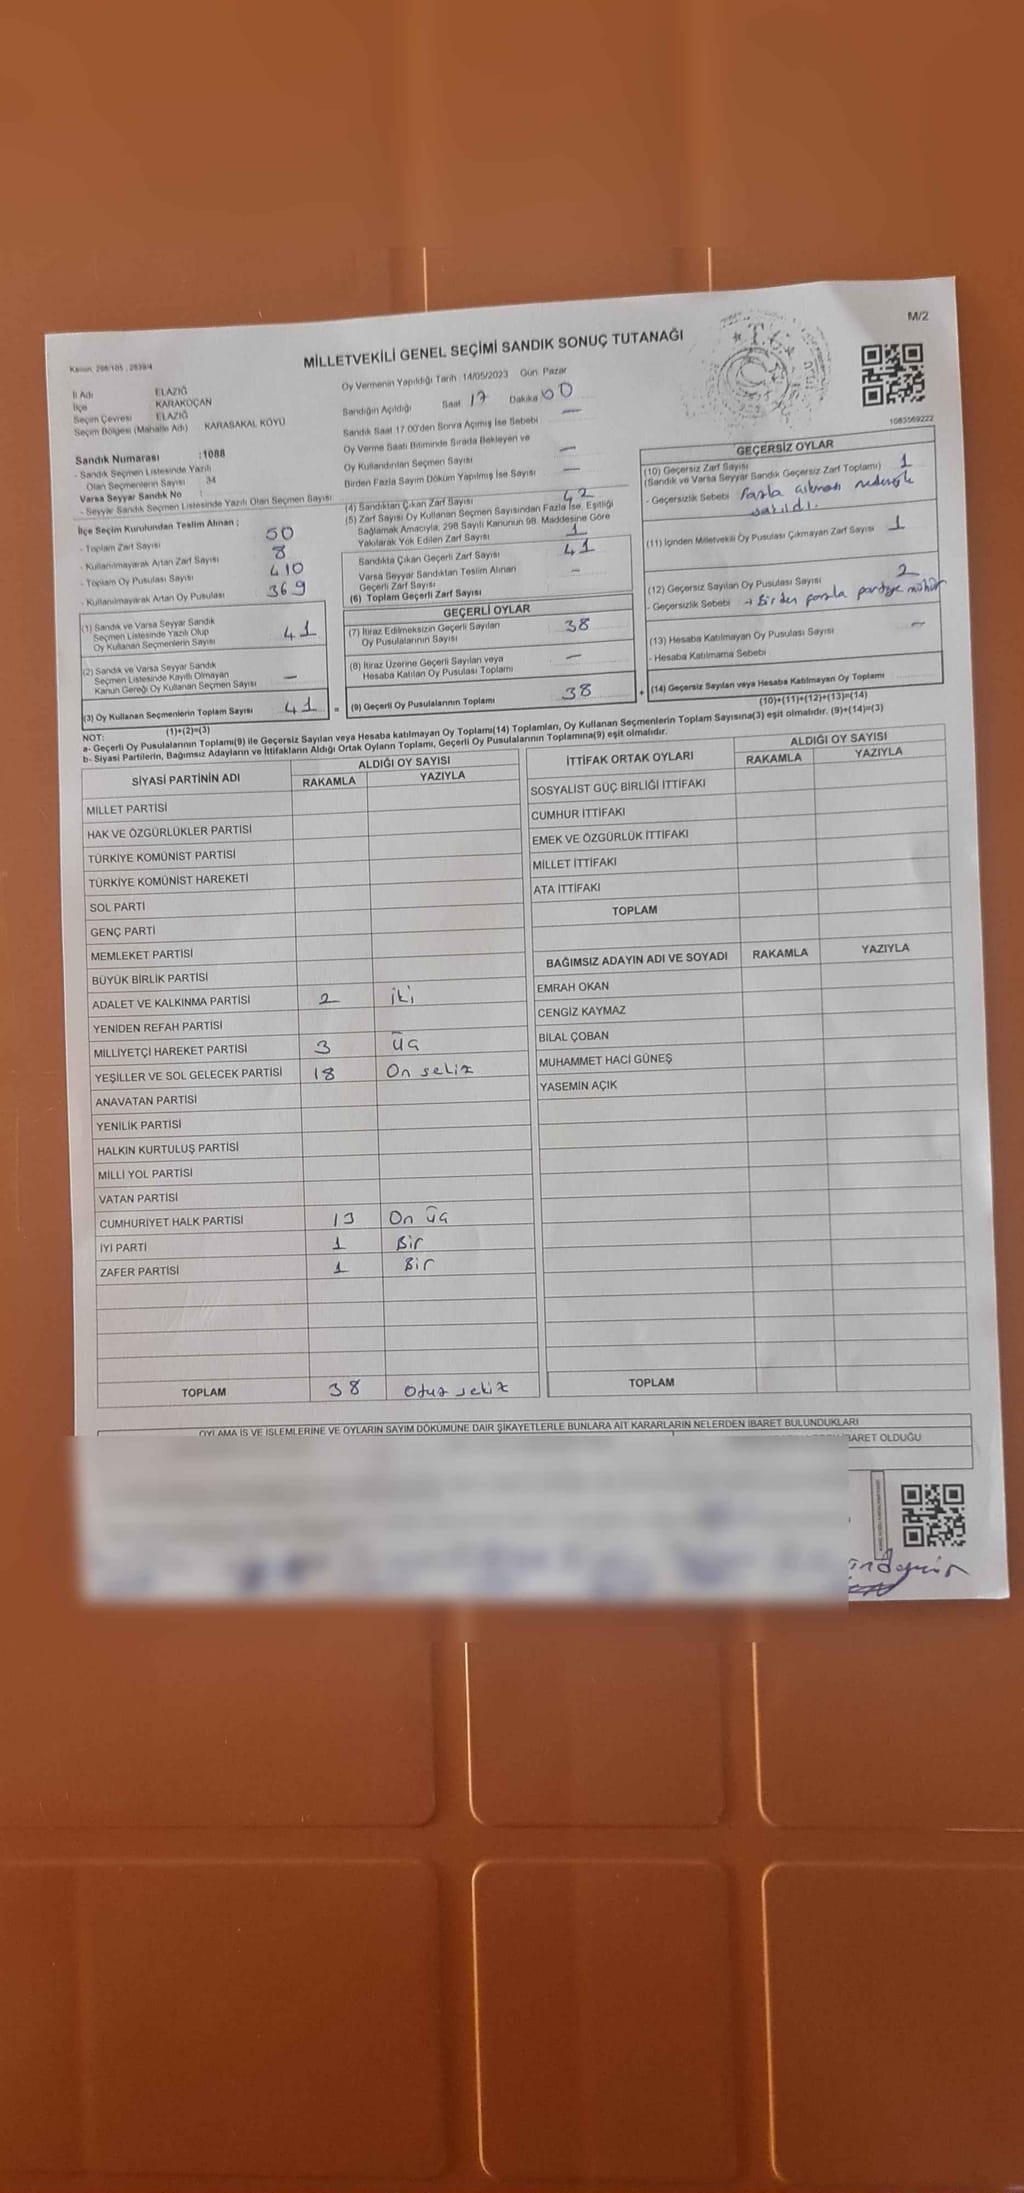 M/2
MİLLETVEKİLİ GENEL SEÇİMİ SANDIK SONUÇ TUTANAĞI
İl Adı ELAZIĞ
İlçe KARAKOÇAN
Seçim Çevresi ELAZIĞ
Seçim Bölgesi (Mahalle Adı) KARASAKAL KÖYÜ
Sandık Numarası :1088
- Sandık Seçmen Listesinde Yazılı
Olan Seçmenlerin Sayısı 34
Varsa Seyyar Sandık No :
- Seyyar Sandık Seçmen Listesinde Yazılı Olan Seçmen Sayısı
İlçe Seçim Kurulundan Teslim Alınan ;
- Toplam Zarf Sayısı 50
- Kullanılmayarak Artan Zarf Sayısı 8
- Toplam Oy Pusulası Sayısı 410
- Kullanılmayarak Artan Oy Pusulası 369
(1) Sandık ve Varsa Seyyar Sandık
Seçmen Listesinde Yazılı Olup
Oy Kullanan Seçmenlerin Sayısı 41
(2) Sandık ve Varsa Seyyar Sandık
Seçmen Listesinde Kayıtlı Olmayan
Kanun Gereği Oy Kullanan Seçmen Sayısı –
(3) Oy Kullanan Seçmenlerin Toplam Sayısı 41
(1)+(2)=(3)
Oy Vermenin Yapıldığı Tarih :14/05/2023 Gün: Pazar
Sandığın Açıldığı Saat 17 Dakika 00
Sandık Saat 17.00'den Sonra Açımış İse Sebebi –
Oy Verme Saati Bitiminde Sırada Bekleyen ve
Oy Kullandırılan Seçmen Sayısı –
Birden Fazla Sayım Döküm Yapılmış İse Sayısı –
(4) Sandıktan Çıkan Zarf Sayısı 42
(5) Zarf Sayısı Oy Kullanan Seçmen Sayısından Fazla İse, Eşitliği
Sağlamak Amacıyla, 298 Sayılı Kanunun 98. Maddesine Göre
Yakılarak Yok Edilen Zarf Sayısı 1
Sandıkta Çıkan Geçerli Zarf Sayısı 41
Varsa Seyyar Sandıktan Teslim Alınan
Geçerli Zarf Sayısı –
(6) Toplam Geçerli Zarf Sayısı
GEÇERLİ OYLAR
(7) İtiraz Edilmeksizin Geçerli Sayılan
Oy Pusulalarının Sayısı 38
(8) İtiraz Üzerine Geçerli Sayılan veya
Hesaba Katılan Oy Pusulası Toplamı –
= (9) Geçerli Oy Pusulalarının Toplamı 38 +
1083569222
GEÇERSİZ OYLAR
(10) Geçersiz Zarf Sayısı
(Sandık ve Varsa Seyyar Sandık Geçersiz Zarf Toplamı) 1
- Geçersizlik Sebebi Fazla çıkması nedeniyle
(11) İçinden Milletvekili Oy Pusulası Çıkmayan Zarf Sayısı 1
(12) Geçersiz Sayılan Oy Pusulası Sayısı 2
- Geçersizlik Sebebi → Birden fazla partiye mühür
(13) Hesaba Katılmayan Oy Pusulası Sayısı –
- Hesaba Katılmama Sebebi
(14) Geçersiz Sayılan veya Hesaba Katılmayan Oy Toplamı
(10)+(11)+(12)+(13)=(14)
NOT:
a- Geçerli Oy Pusulalarının Toplamı(9) ile Geçersiz Sayılan veya Hesaba katılmayan Oy Toplamı(14) Toplamları, Oy Kullanan Seçmenlerin Toplam Sayısına(3) eşit olmalıdır. (9)+(14)=(3)
b- Siyasi Partilerin, Bağımsız Adayların ve İttifakların Aldığı Ortak Oyların Toplamı, Geçerli Oy Pusulalarının Toplamına(9) eşit olmalıdır.
SİYASİ PARTİNİN ADI ALDIĞI OY SAYISI
RAKAMLA YAZIYLA
MİLLET PARTİSİ
HAK VE ÖZGÜRLÜKLER PARTİSİ
TÜRKİYE KOMÜNİST PARTİSİ
TÜRKİYE KOMÜNİST HAREKETİ
SOL PARTİ
GENÇ PARTİ
MEMLEKET PARTİSİ
BÜYÜK BİRLİK PARTİSİ
ADALET VE KALKINMA PARTİSİ 2 iki
YENİDEN REFAH PARTİSİ
MİLLİYETÇİ HAREKET PARTİSİ 3 üç
YEŞİLLER VE SOL GELECEK PARTİSİ 18 On sekiz
ANAVATAN PARTİSİ
YENİLİK PARTİSİ
HALKIN KURTULUŞ PARTİSİ
MİLLİ YOL PARTİSİ
VATAN PARTİSİ
CUMHURİYET HALK PARTİSİ 13 On üç
İYİ PARTİ 1 Bir
ZAFER PARTİSİ 1 Bir
TOPLAM 38 Otuz sekiz
İTTİFAK ORTAK OYLARI ALDIĞI OY SAYISI
RAKAMLA YAZIYLA
SOSYALİST GÜÇ BİRLİĞİ İTTİFAKI
CUMHUR İTTİFAKI
EMEK VE ÖZGÜRLÜK İTTİFAKI
MİLLET İTTİFAKI
ATA İTTİFAKI
TOPLAM
BAĞIMSIZ ADAYIN ADI VE SOYADI RAKAMLA YAZIYLA
EMRAH OKAN
CENGİZ KAYMAZ
BİLAL ÇOBAN
MUHAMMET HACİ GÜNEŞ
YASEMİN AÇIK
TOPLAM
OYLAMA İŞ VE İŞLEMLERİNE VE OYLARIN SAYIM DÖKÜMÜNE DAİR ŞİKAYETLERLE BUNLARA AİT KARARLARIN NELERDEN İBARET BULUNDUKLARI
BARET OLDUĞU